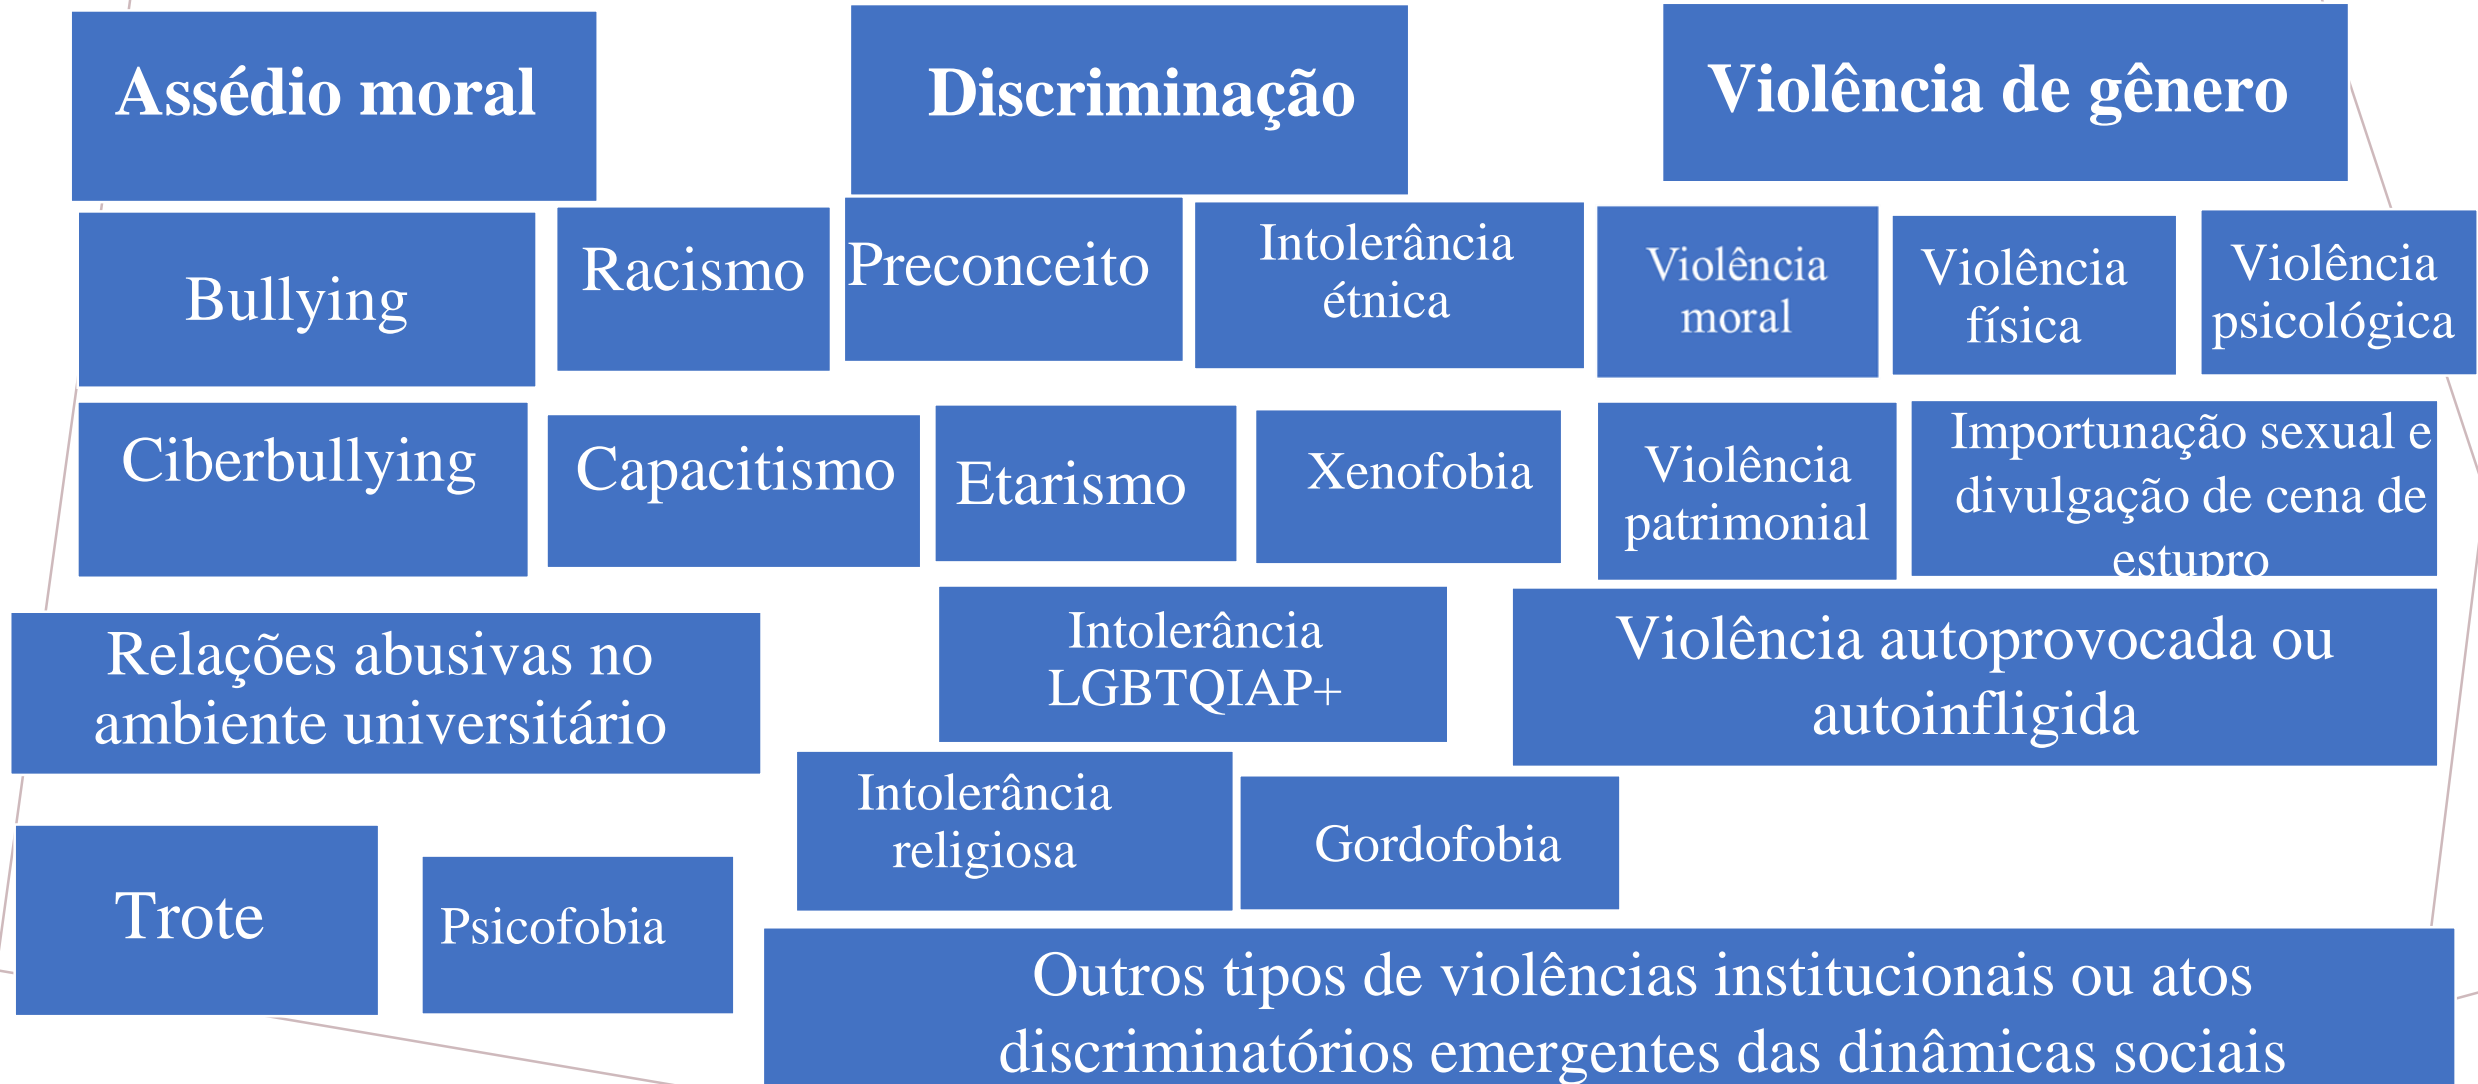 Assédio moral
Discriminação
Violência de gênero
Bullying
Racismo
Preconceito
Intolerância
étnica
Violência
moral
Violência
física
Violência
psicológica
Ciberbullying
Capacitismo
Etarismo
Xenofobia
Violência
patrimonial
Importunação sexual e
divulgação de cena de
estupro
Relações abusivas no
ambiente universitário
Intolerância
LGBTQIAP+
Violência autoprovocada ou
autoinfligida
Intolerância
religiosa
Gordofobia
Trote
Psicofobia
Outros tipos de violências institucionais ou atos
discriminatórios emergentes das dinâmicas sociais